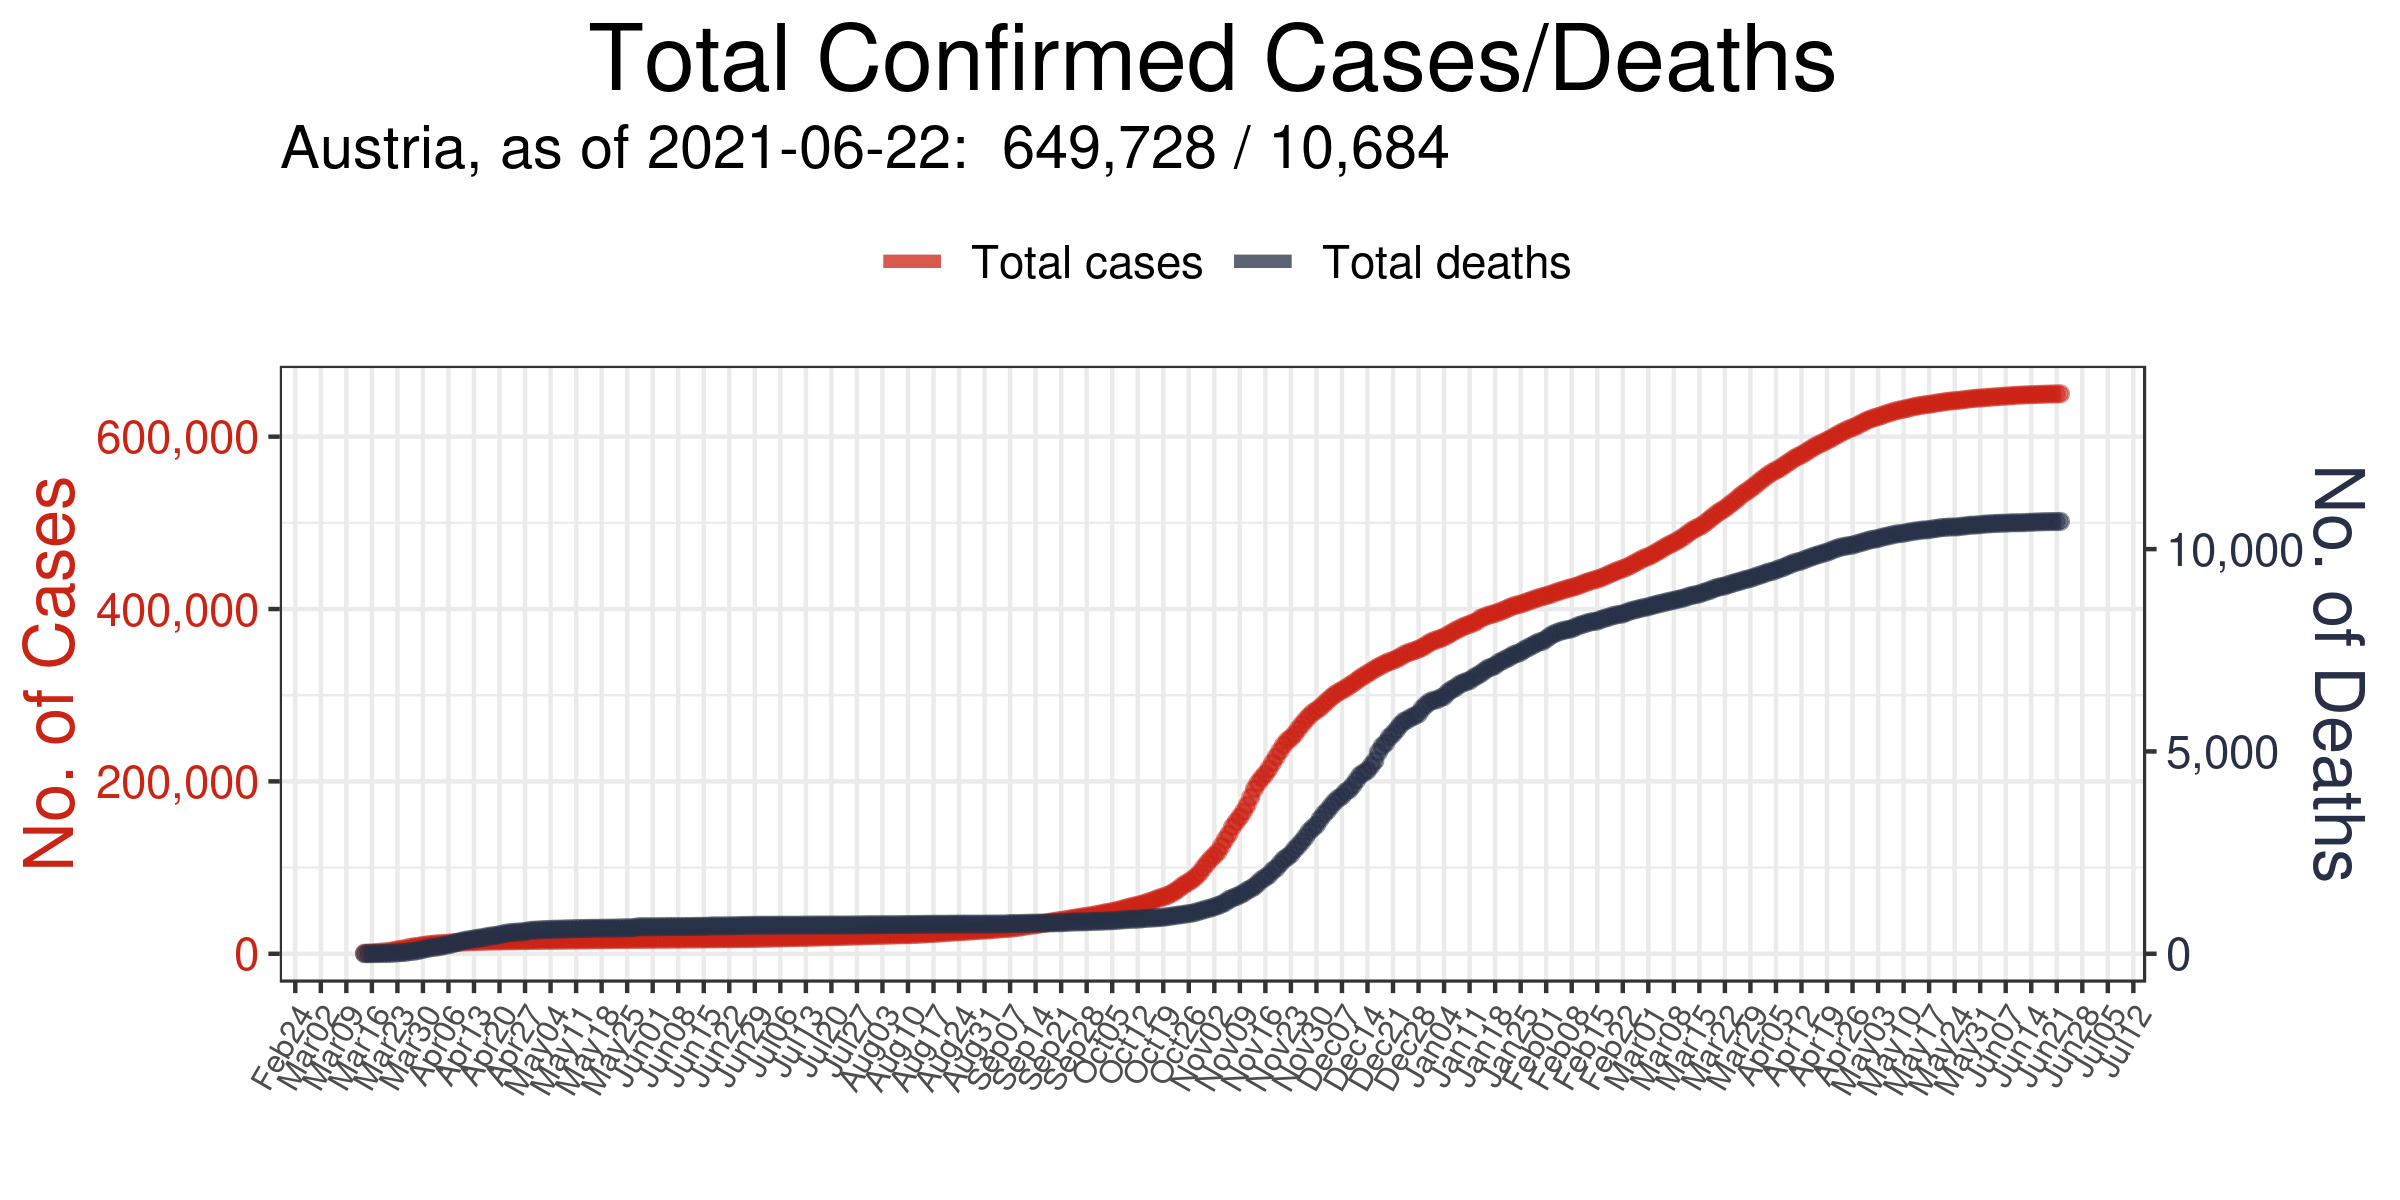 Total Confirmed Cases/Deaths
Austria, as of 2021-06-22:  649,728 / 10,684
Total cases
Total deaths
No. of Cases
600,000
400,000
200,000
0
10,000
5,000
0
No. of Deaths
Feb24
Mar02
Mar09
Mar16
Mar23
Mar30
Apr06
Apr13
Apr20
Apr27
May04
May11
May18
May25
Jun01
Jun08
Jun15
Jun22
Jun29
Jul06
Jul13
Jul20
Jul27
Aug03
Aug10
Aug17
Aug24
Aug31
Sep07
Sep14
Sep21
Sep28
Oct05
Oct12
Oct19
Oct26
Nov02
Nov09
Nov16
Nov23
Nov30
Dec07
Dec14
Dec21
Dec28
Jan04
Jan11
Jan18
Jan25
Feb01
Feb08
Feb15
Feb22
Mar01
Mar08
Mar15
Mar22
Mar29
Apr05
Apr12
Apr19
Apr26
May03
May10
May17
May24
May31
Jun07
Jun14
Jun21
Jun28
Jul05
Jul12